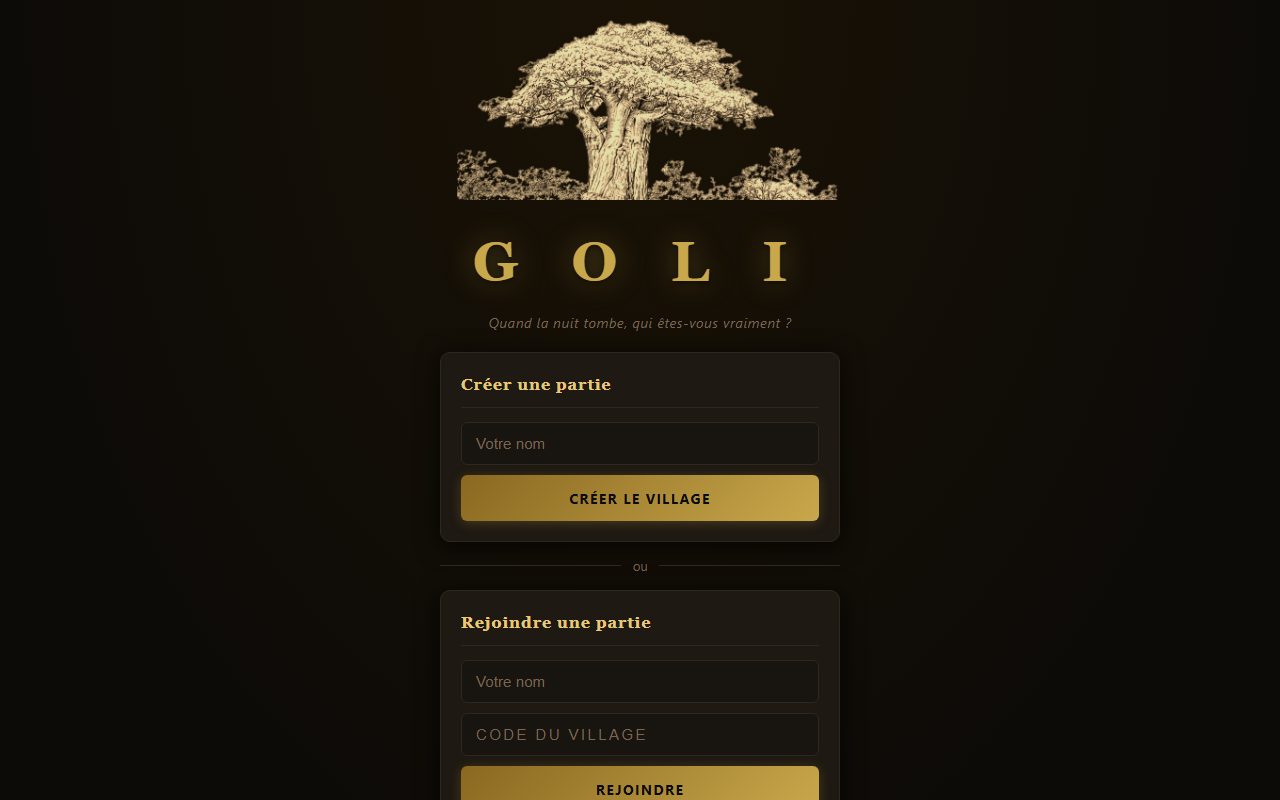 GOLI
Quand la nuit tombe, qui êtes-vous vraiment ?
Créer une partie
Votre nom
CRÉER LE VILLAGE
ou
Rejoindre une partie
Votre nom
CODE DU VILLAGE
REJOINDRE